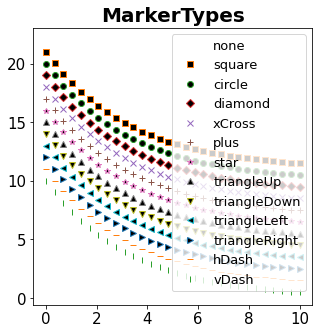 MarkerTypes
none
square
circle
diamond
xCross
plus
star
triangleUp
triangleDown
triangleLeft
triangleRight
hDash
vDash
20
15
10
5
0
0 2 4 6 8 10